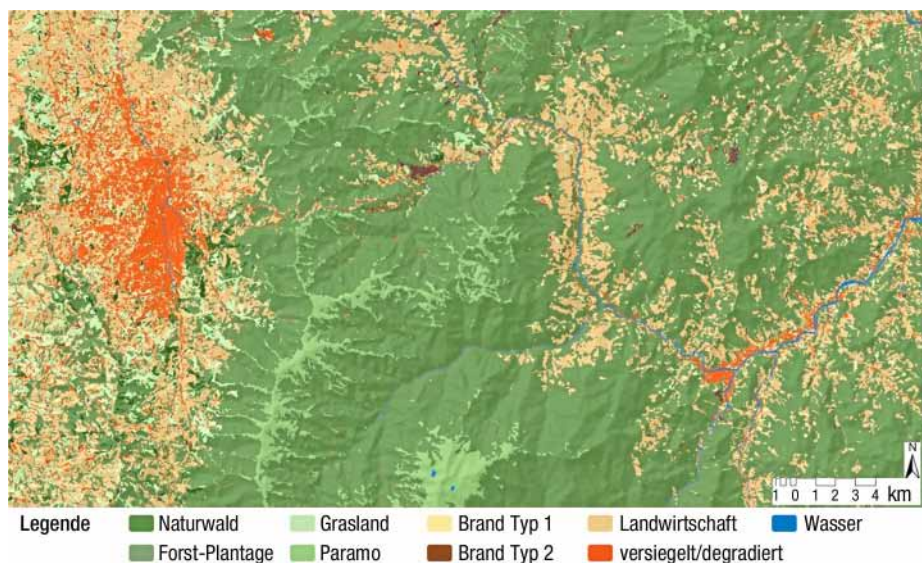 N
1 0 1 2 3 4 km
Legende Naturwald Grasland Brand Typ 1 Landwirtschaft Wasser
Forst-Plantage Paramo Brand Typ 2 versiegelt/degradiert